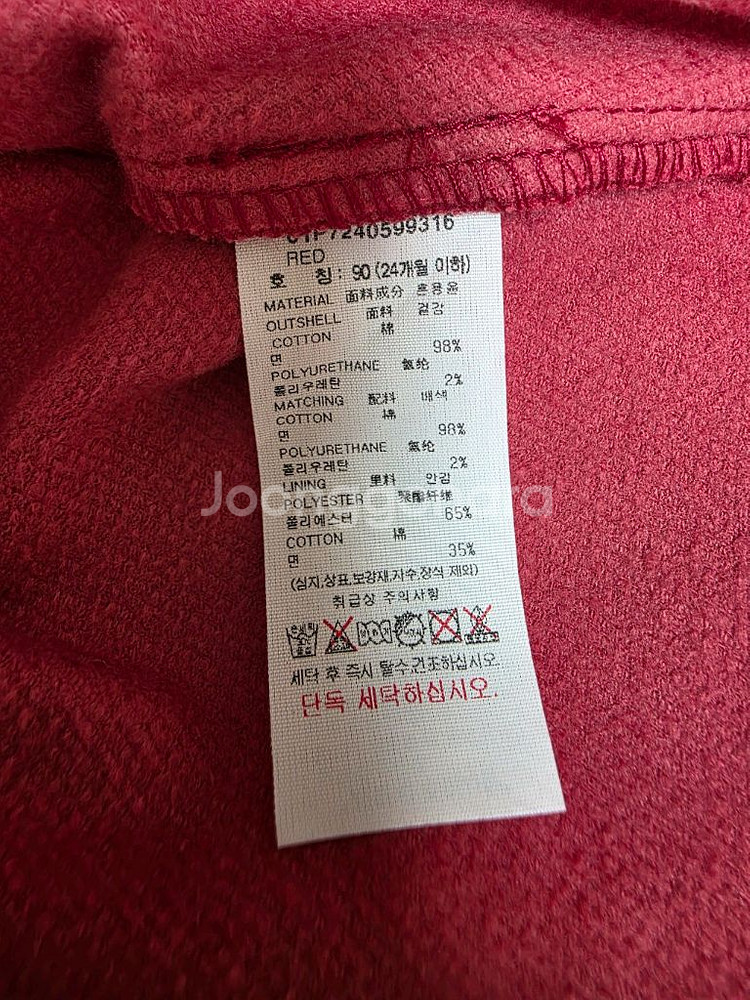 7240599316
RED
호 칭 : 90 (24개월 이하)
MATERIAL 面料成分 혼용율
OUTSHELL 面料 겉감
COTTON 棉
면 98%
POLYURETHANE 氨纶
폴리우레탄 2%
MATCHING 配料 배색
COTTON 棉
면 98%
POLYURETHANE 氨纶
폴리우레탄 2%
LINING 里料 안감
POLYESTER 聚酯纤维
폴리에스터 65%
COTTON 棉
면 35%
(심지,상표,보강재,자수,장식 제외)
취급상 주의사항
세탁 후 즉시 탈수,건조하십시오.
단독 세탁하십시오.